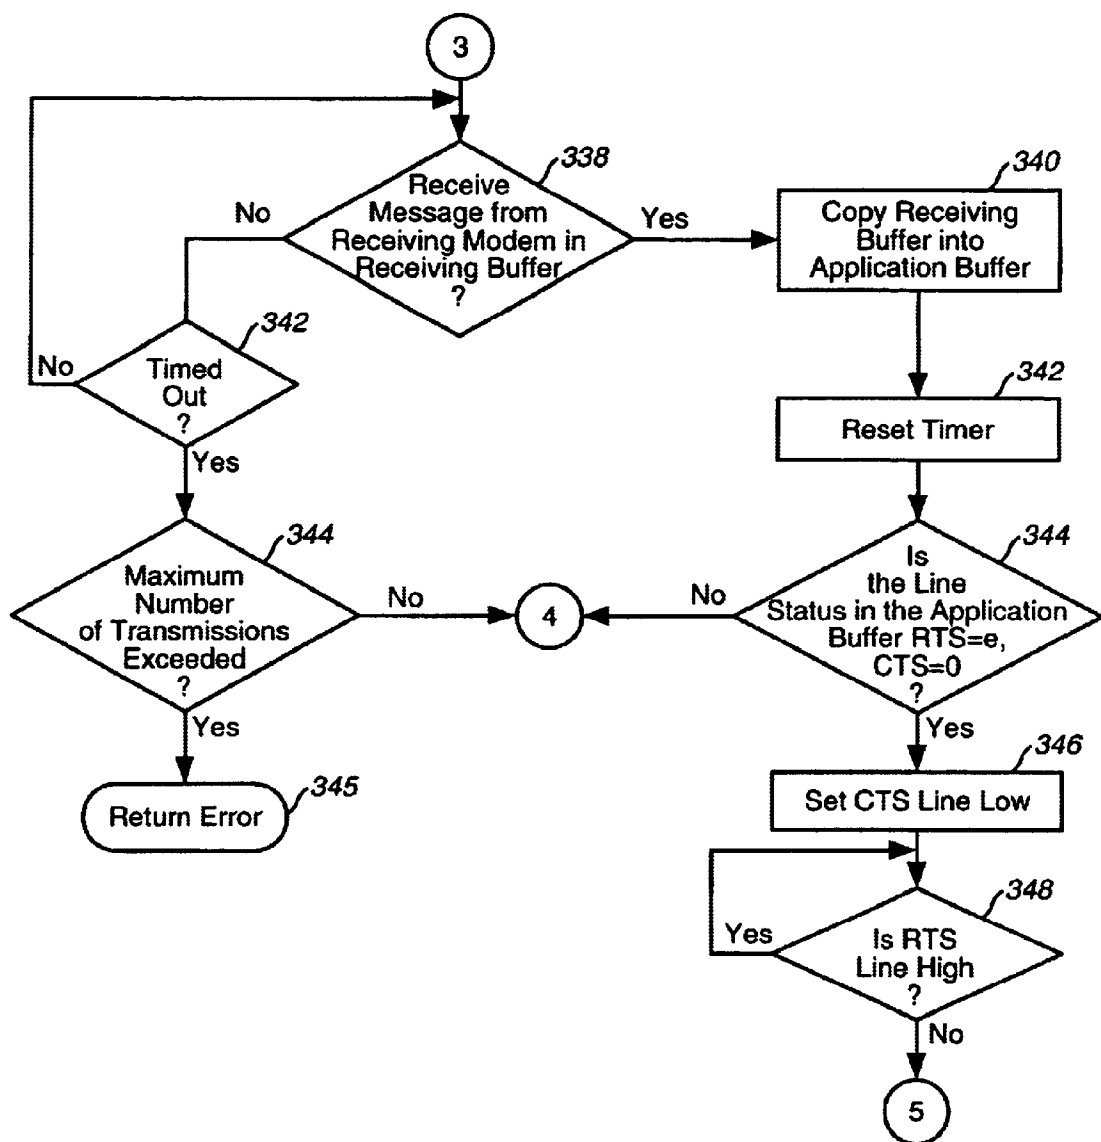 3
338
Receive
Message from
Receiving Modem in
Receiving Buffer
?
No
Yes
340
Copy Receiving
Buffer into
Application Buffer
342
Timed
Out
?
No
Yes
342
Reset Timer
344
Maximum
Number
of Transmissions
Exceeded
?
No
Yes
4
344
Is
the Line
Status in the Application
Buffer RTS=e,
CTS=0
?
No
Yes
345
Return Error
346
Set CTS Line Low
348
Is RTS
Line High
?
Yes
No
5